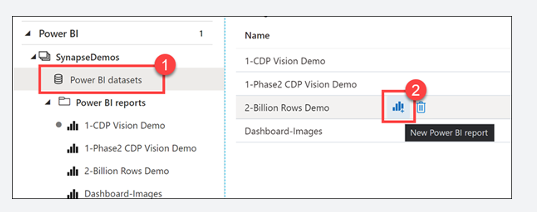 Power BI 1
SynapseDemos
Power BI datasets
1
Power BI reports
1-CDP Vision Demo
1-Phase2 CDP Vision Demo
2-Billion Rows Demo
Dashboard-Images
Name
1-CDP Vision Demo
1-Phase2 CDP Vision Demo
2-Billion Rows Demo
2
New Power BI report
Dashboard-Images